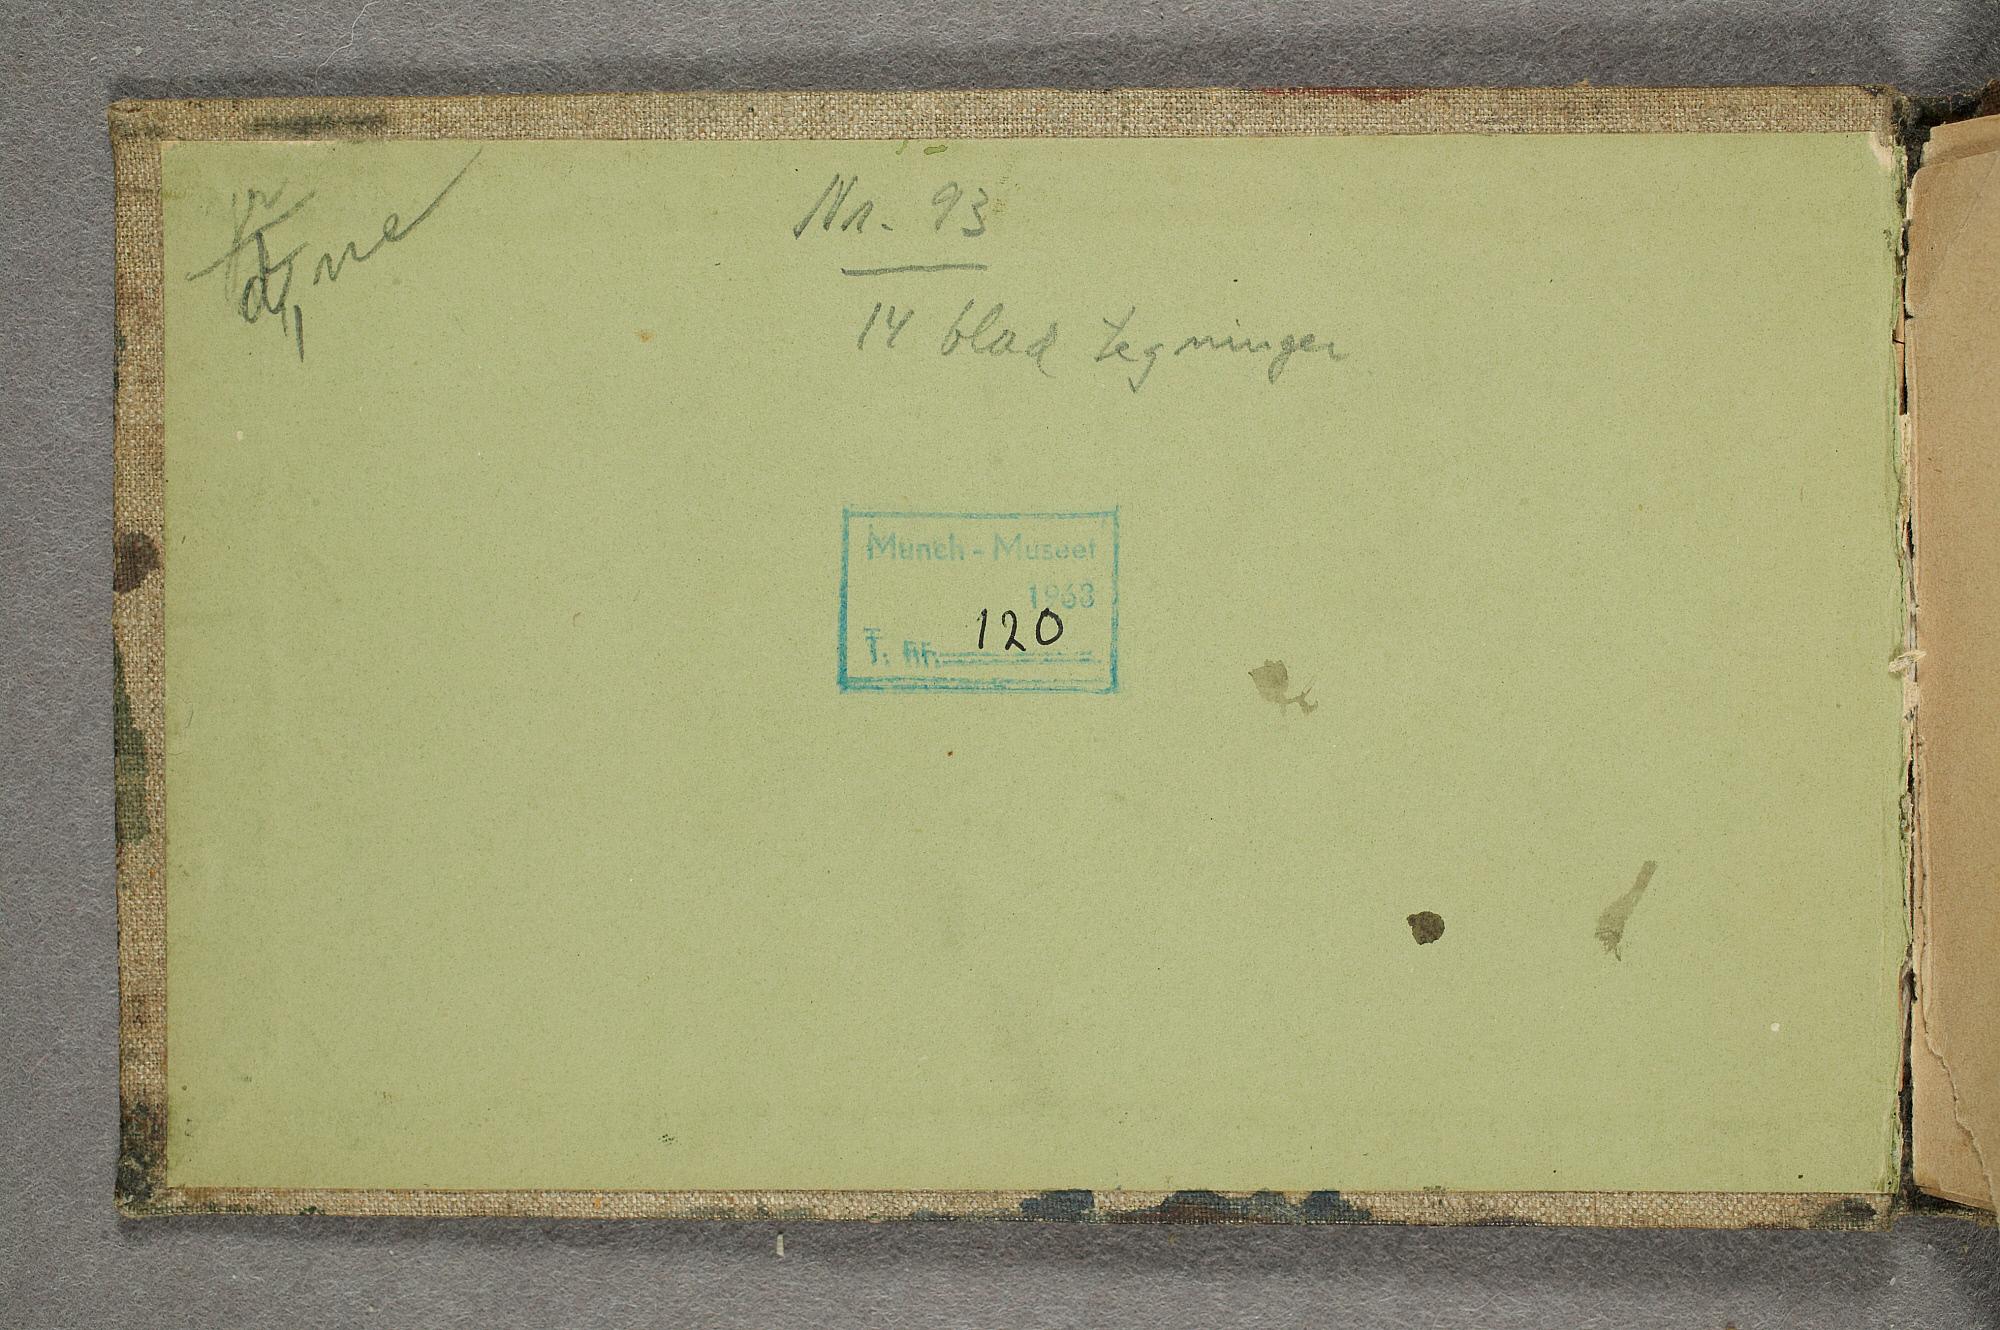 Nr. 93
14 blad tegninger
Munch-Museet
1963
T. nr. 120